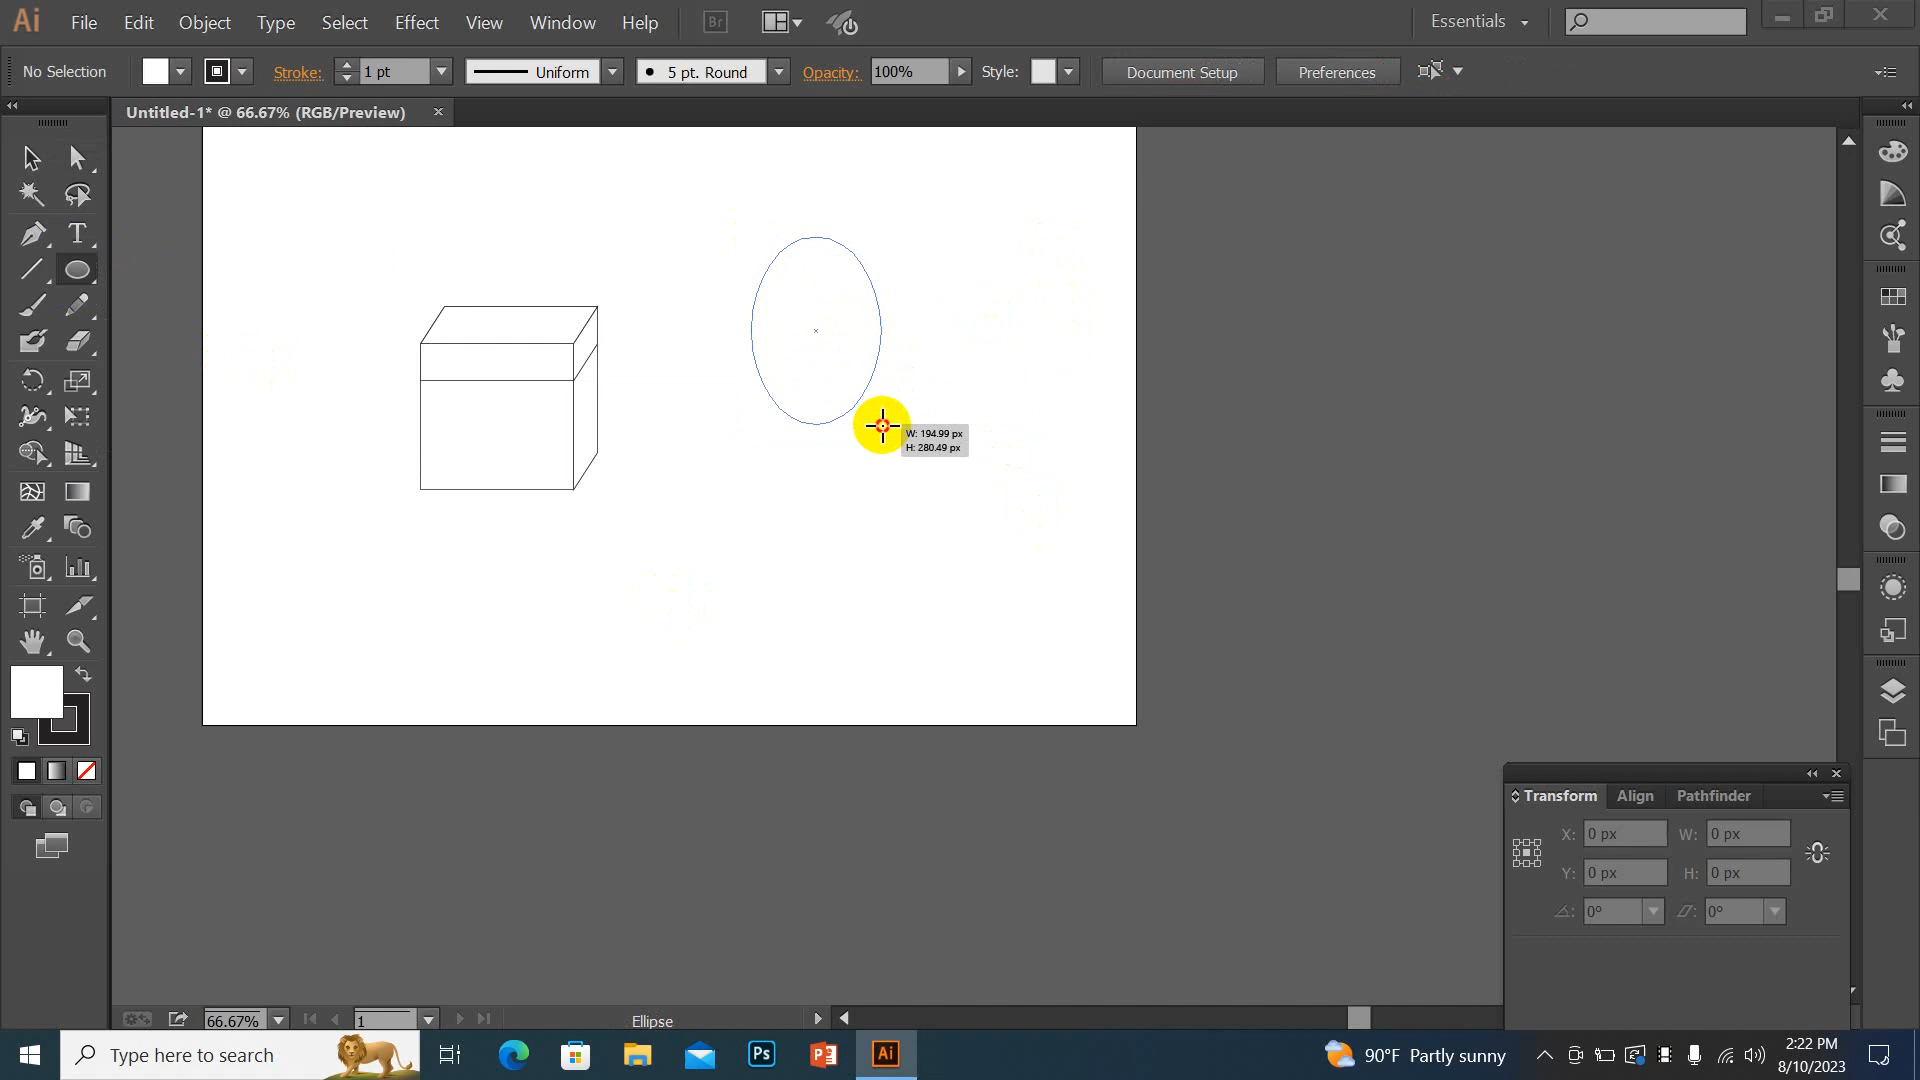 Ai File Edit Object Type Select Effect View Window Help Br Essentials
No Selection Stroke: 1 pt Uniform 5 pt. Round Opacity: 100% Style: Document Setup Preferences
Untitled-1* @ 66.67% (RGB/Preview)
T
W: 194.99 px
H: 280.49 px
Transform Align Pathfinder
X: 0 px W: 0 px
Y: 0 px H: 0 px
0° 0°
66.67% 1 Ellipse
Type here to search Ps P Ai 90°F Partly sunny
2:22 PM
8/10/2023